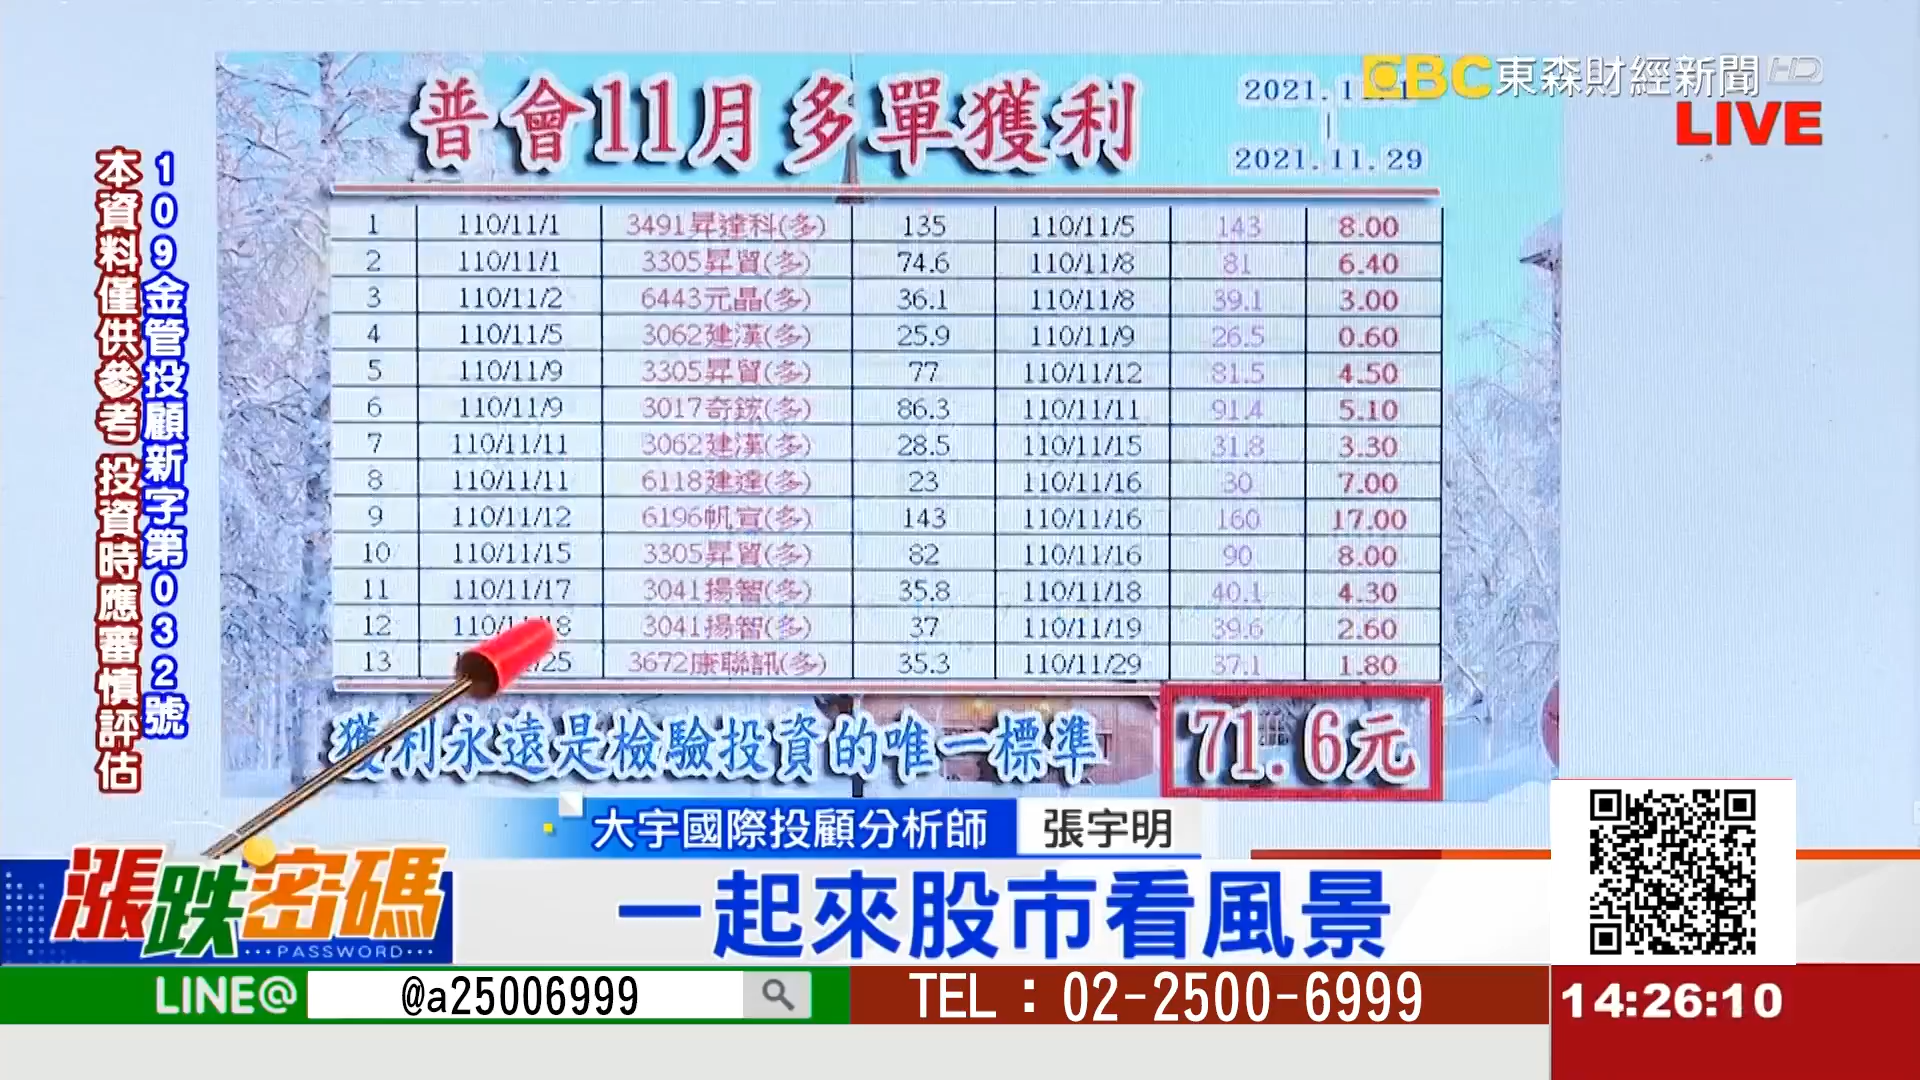 普會11月多單獲利
2021.11.1
|
2021.11.29
EBC東森財經新聞HD
LIVE
109金管投顧新字第032號
本資料僅供參考 投資時應審慎評估
1 110/11/1 3491昇達科(多) 135 110/11/5 143 8.00
2 110/11/1 3305昇貿(多) 74.6 110/11/8 81 6.40
3 110/11/2 6443元晶(多) 36.1 110/11/8 39.1 3.00
4 110/11/5 3062建漢(多) 25.9 110/11/9 26.5 0.60
5 110/11/9 3305昇貿(多) 77 110/11/12 81.5 4.50
6 110/11/9 3017奇鋐(多) 86.3 110/11/11 91.4 5.10
7 110/11/11 3062建漢(多) 28.5 110/11/15 31.8 3.30
8 110/11/11 6118建達(多) 23 110/11/16 30 7.00
9 110/11/12 6196帆宣(多) 143 110/11/16 160 17.00
10 110/11/15 3305昇貿(多) 82 110/11/16 90 8.00
11 110/11/17 3041揚智(多) 35.8 110/11/18 40.1 4.30
12 110/11/18 3041揚智(多) 37 110/11/19 39.6 2.60
13 /25 3672康聯訊(多) 35.3 110/11/29 37.1 1.80
獲利永遠是檢驗投資的唯一標準 71.6元
大宇國際投顧分析師 張宇明
漲跌密碼
PASSWORD
一起來股市看風景
LINE@ @a25006999 TEL：02-2500-6999 14:26:10